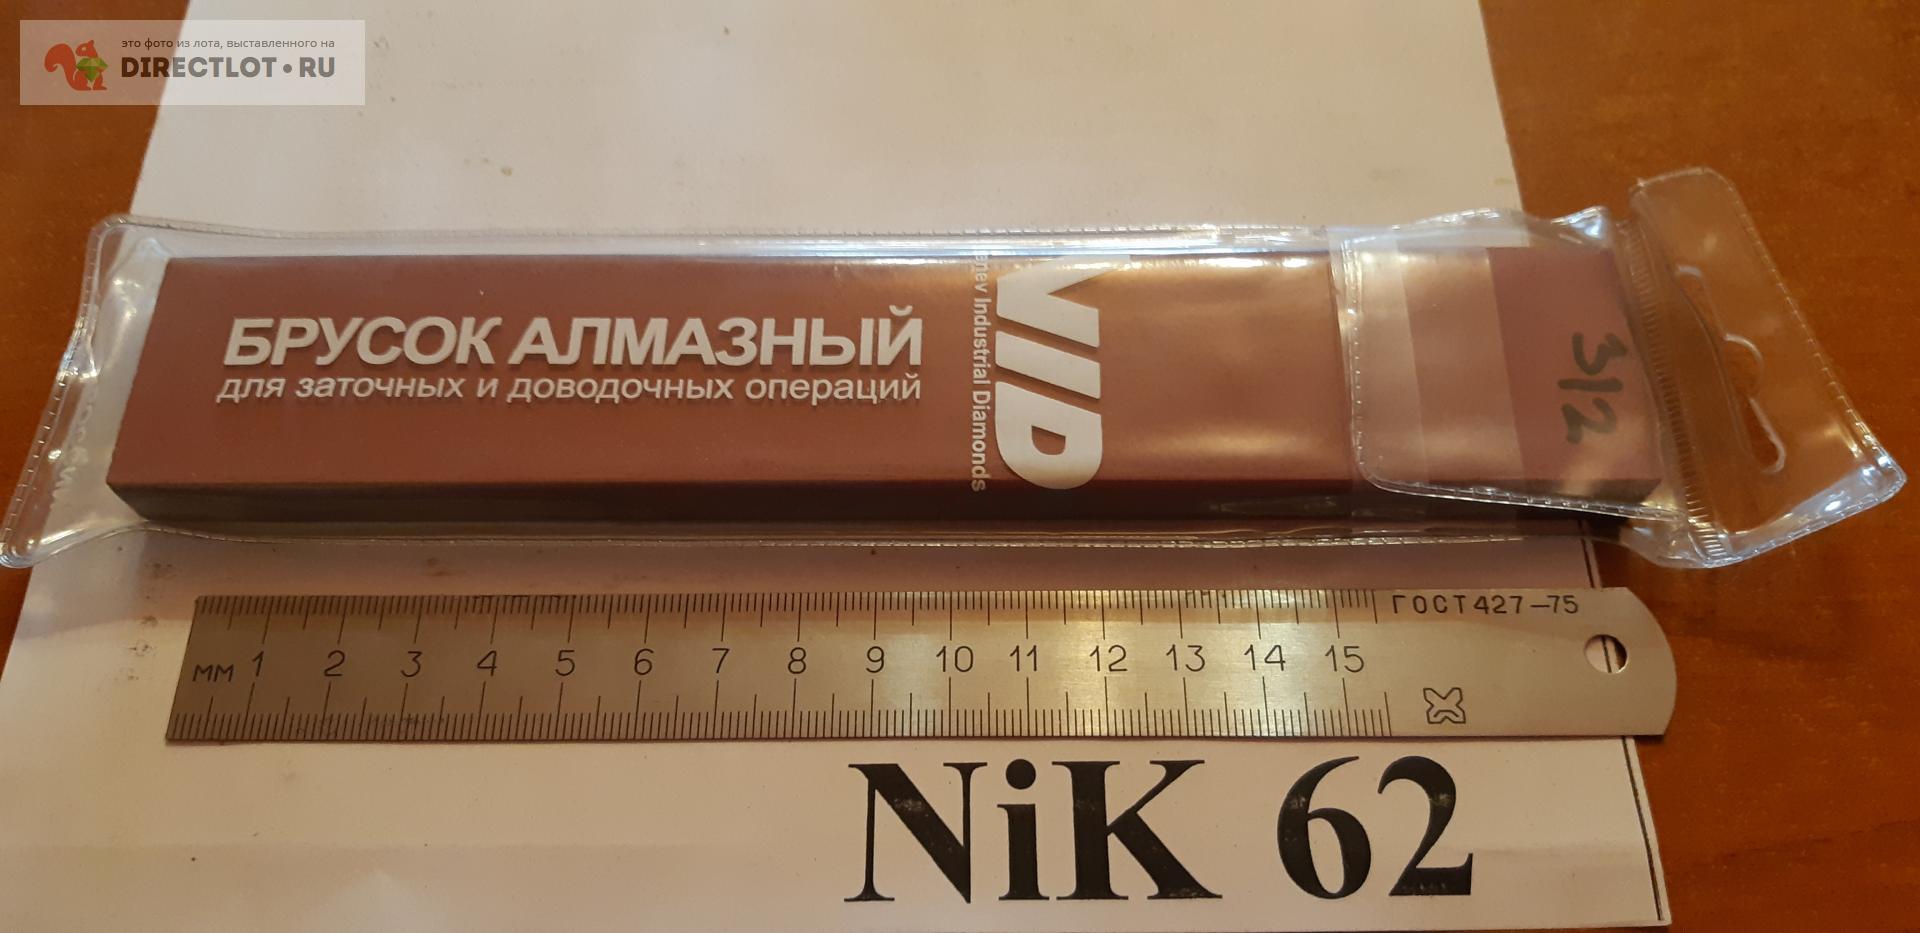 это фото из лота, выставленного на
DIRECTLOT.RU
БРУСОК АЛМАЗНЫЙ
для заточных и доводочных операций
Industrial Diamonds
VID
3/2
ГОСТ 427-75
мм 1 2 3 4 5 6 7 8 9 10 11 12 13 14 15
NiK 62